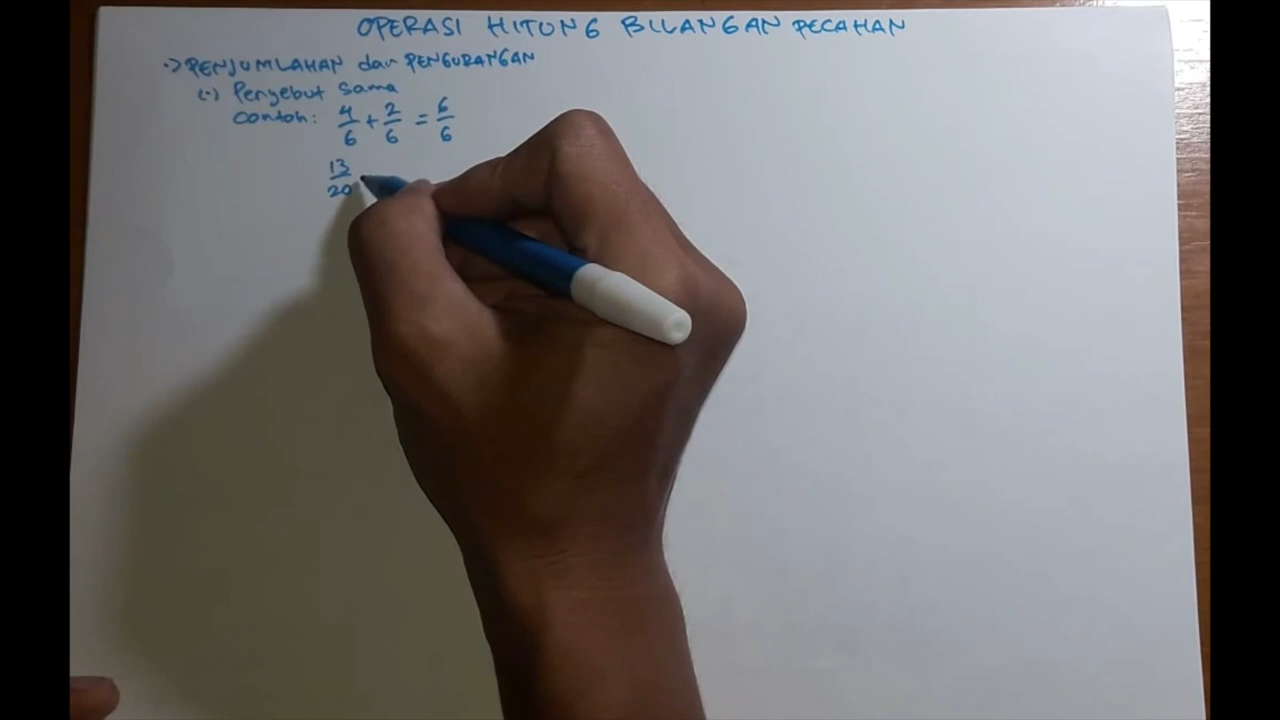 OPERASI HITUNG BILANGAN PECAHAN
·) PENJUMLAHAN dan PENGURANGAN
(·) Penyebut sama
Contoh: 4/6 + 2/6 = 6/6
13/20